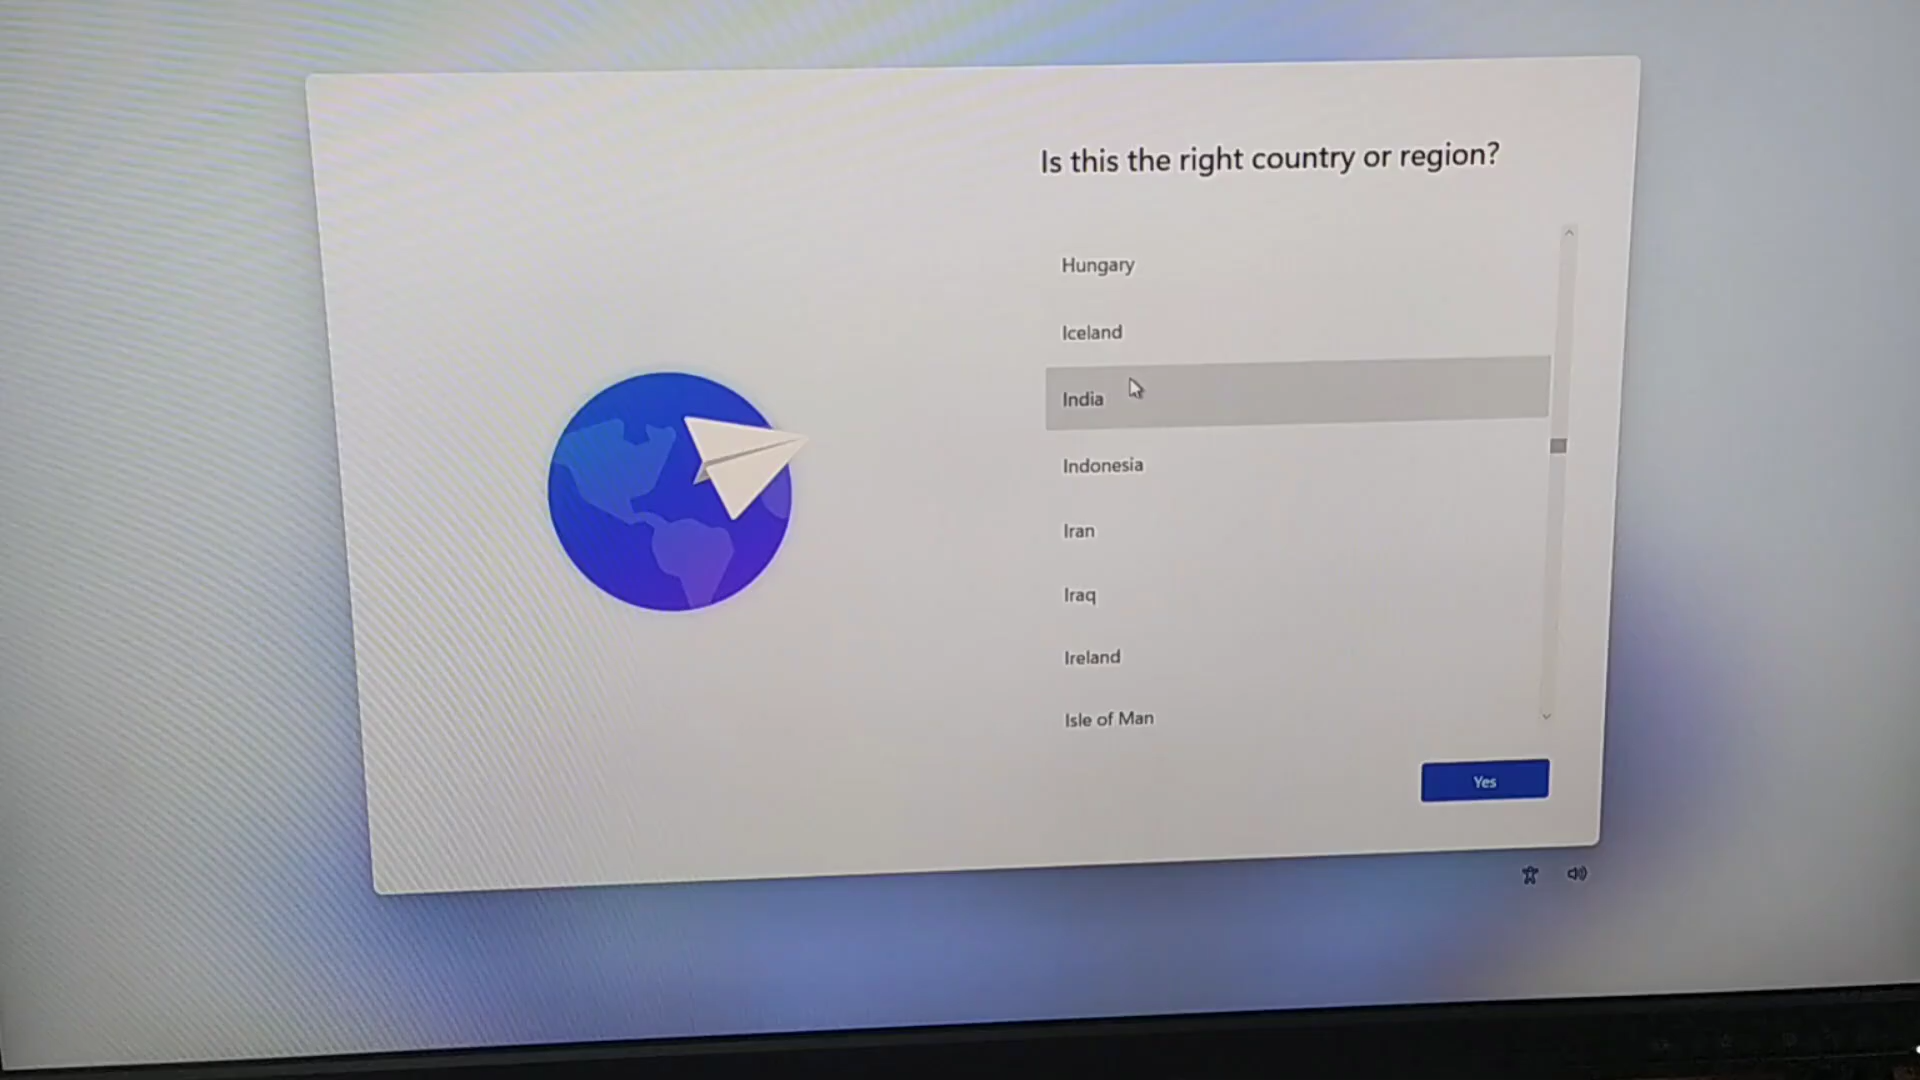 Is this the right country or region?
Hungary
Iceland
India
Indonesia
Iran
Iraq
Ireland
Isle of Man
Yes